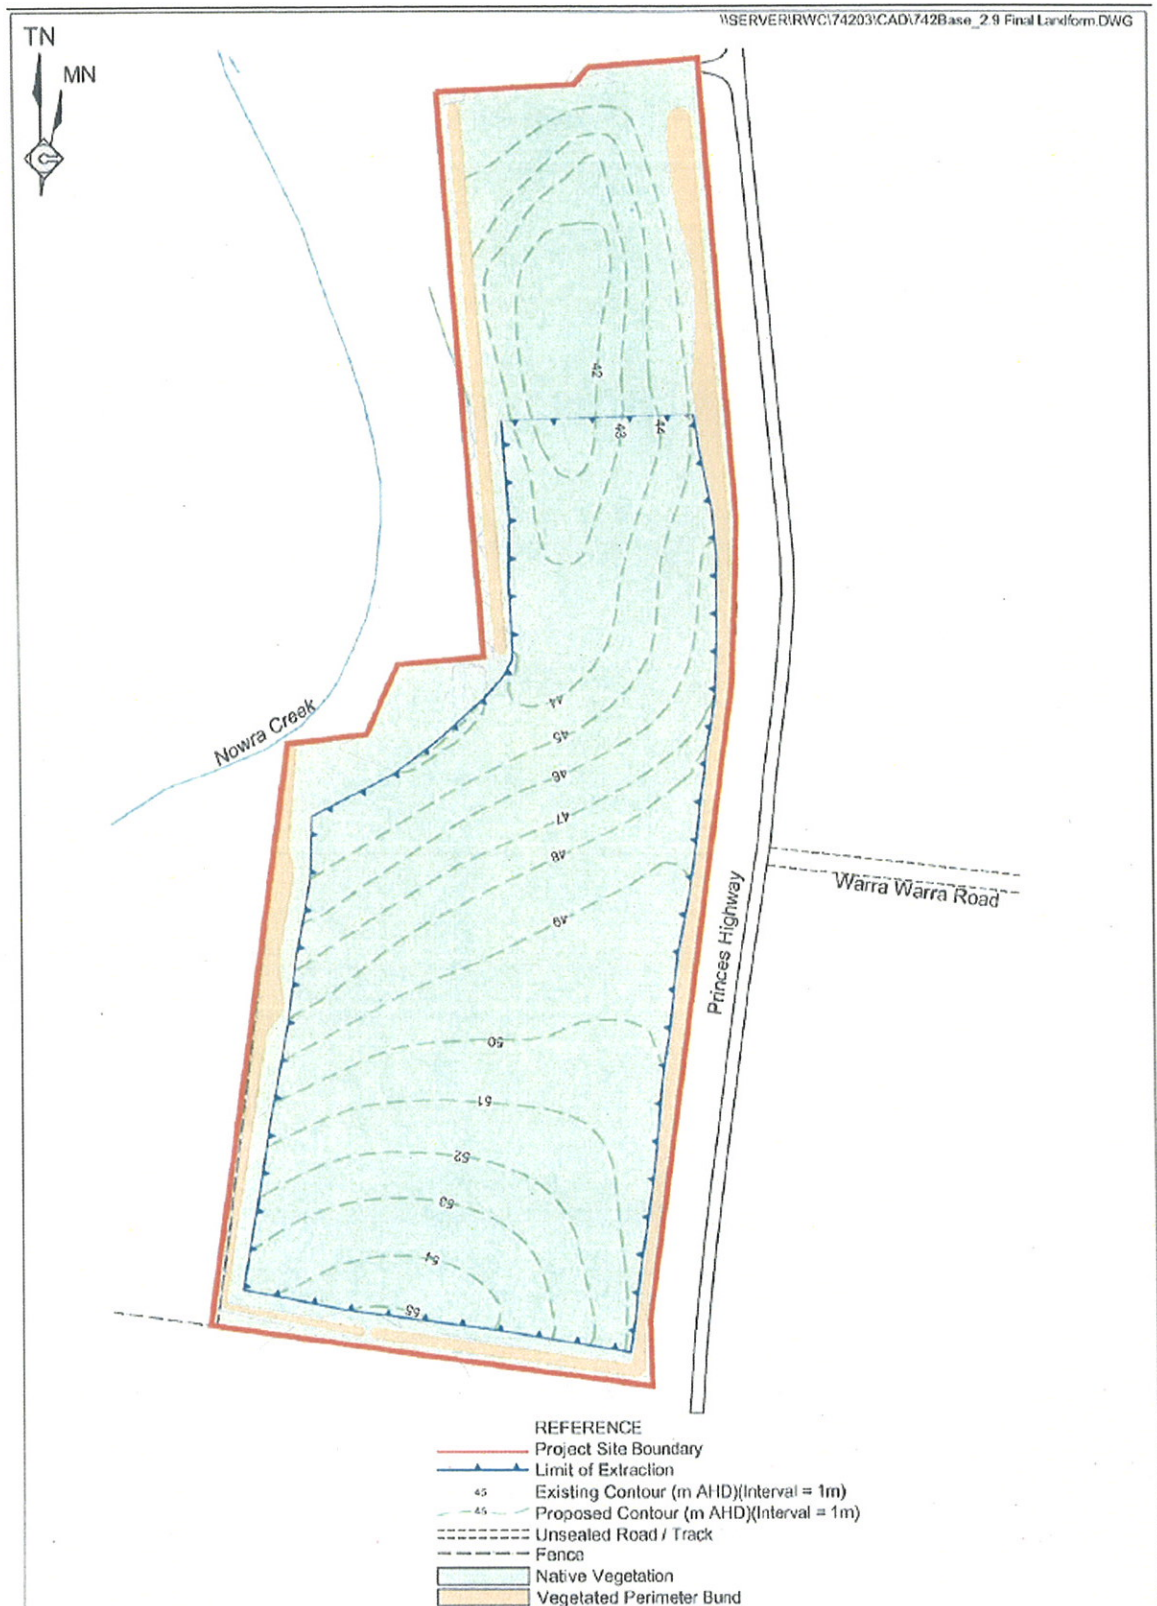 \\SERVER\RWC\74203\CAD\742Base_2.9 Final Landform.DWG
TN
MN
42
43
44
Nowra Creek
44
45
46
47
48
Warra Warra Road
49
Princes Highway
50
51
52
53
54
55
REFERENCE
Project Site Boundary
Limit of Extraction
45 Existing Contour (m AHD)(Interval = 1m)
45 Proposed Contour (m AHD)(Interval = 1m)
Unsealed Road / Track
Fence
Native Vegetation
Vegetated Perimeter Bund